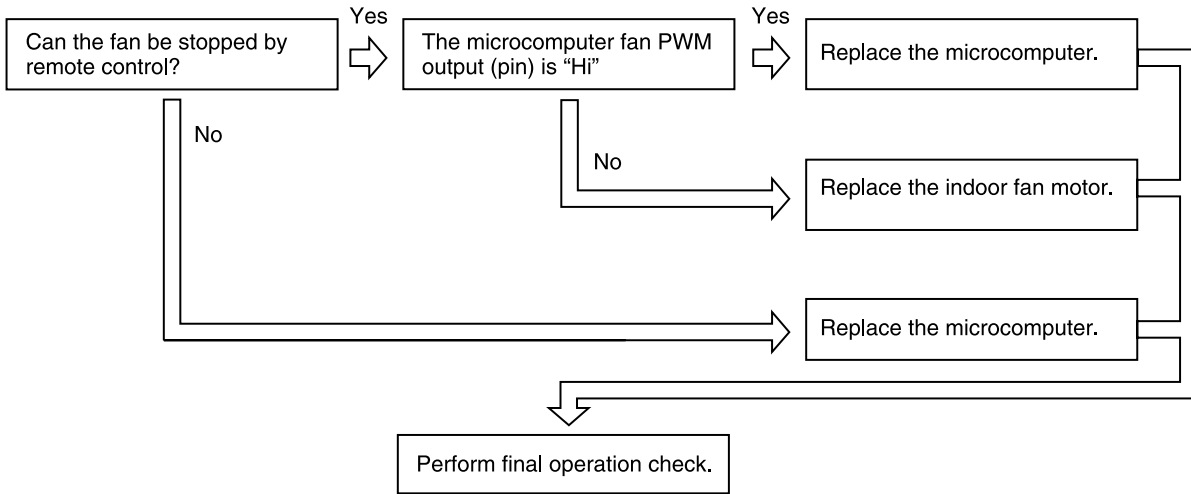 Can the fan be stopped by
remote control?
Yes
The microcomputer fan PWM
output (pin) is “Hi”
Yes
Replace the microcomputer.
No
No
Replace the indoor fan motor.
Replace the microcomputer.
Perform final operation check.